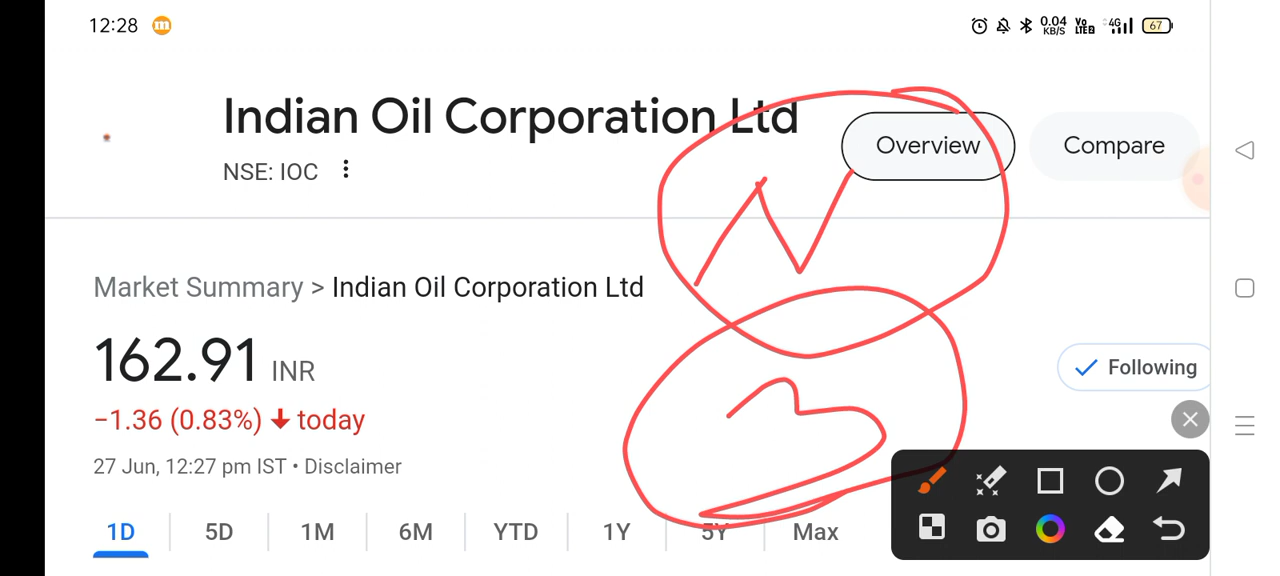 12:28 m 0.04 KB/S Vo LTE2 4G 67
Indian Oil Corporation Ltd
Overview Compare
NSE: IOC
N
Market Summary > Indian Oil Corporation Ltd
162.91 INR
Following
−1.36 (0.83%) today
27 Jun, 12:27 pm IST • Disclaimer
1D 5D 1M 6M YTD 1Y 5Y Max